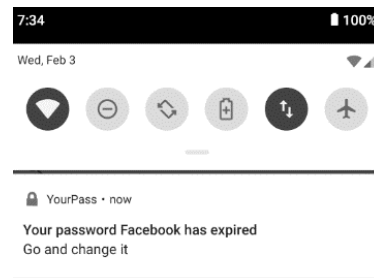 7:34 100%
Wed, Feb 3
YourPass • now
Your password Facebook has expired
Go and change it